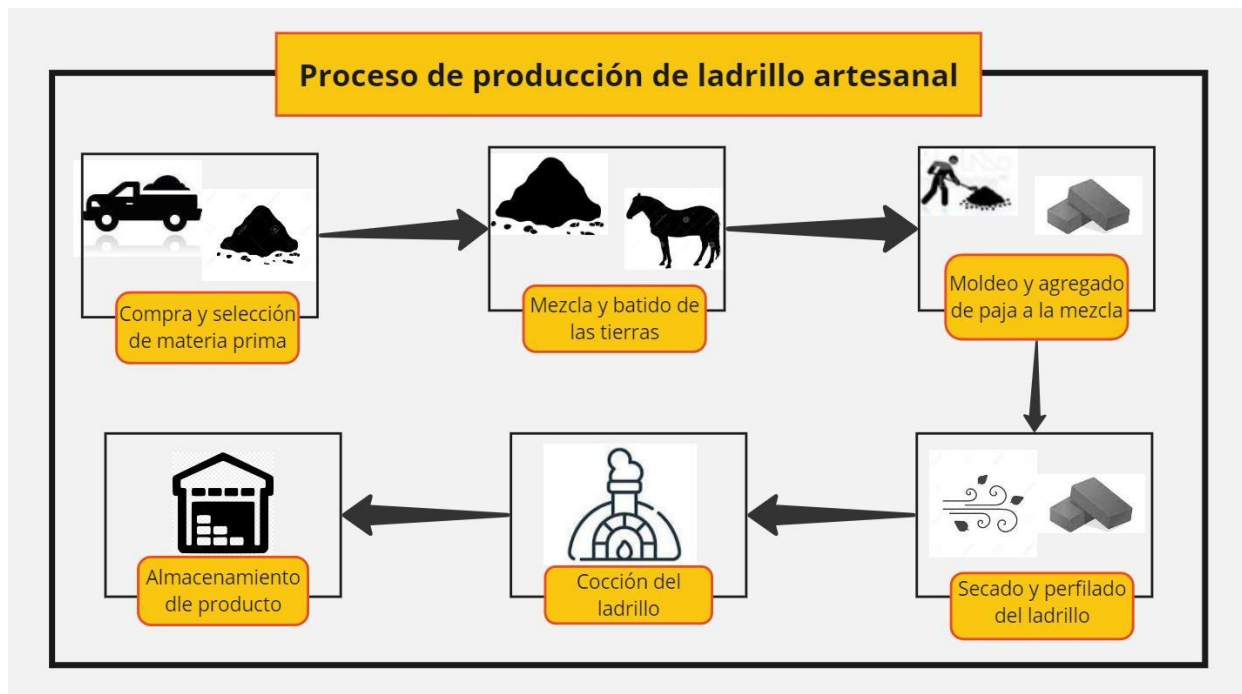 Proceso de producción de ladrillo artesanal
Compra y selección
de materia prima
Mezcla y batido de
las tierras
Moldeo y agregado
de paja a la mezcla
Secado y perfilado
del ladrillo
Cocción del
ladrillo
Almacenamiento
dle producto